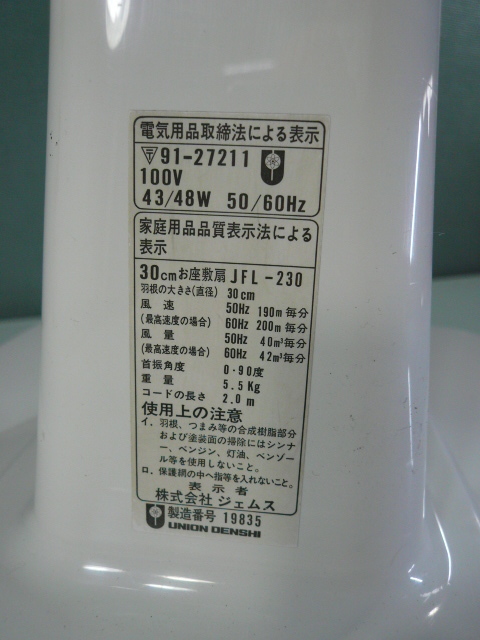 電気用品取締法による表示
〒91-27211
100V
43/48W 50/60Hz
家庭用品品質表示法による
表示
30cmお座敷扇 JFL-230
羽根の大きさ(直径) 30cm
風速 50Hz 190m毎分
(最高速度の場合) 60Hz 200m毎分
風量 50Hz 40m³毎分
(最高速度の場合) 60Hz 42m³毎分
首振角度 0・90度
重量 5.5Kg
コードの長さ 2.0m
使用上の注意
イ．羽根、つまみ等の合成樹脂部分
および塗装面の掃除にはシンナ
ー、ベンジン、灯油、ベンゾー
ル等を使用しないこと。
ロ．保護網の中へ指等を入れないこと。
表示者
株式会社ジェムス
製造番号 19835
UNION DENSHI